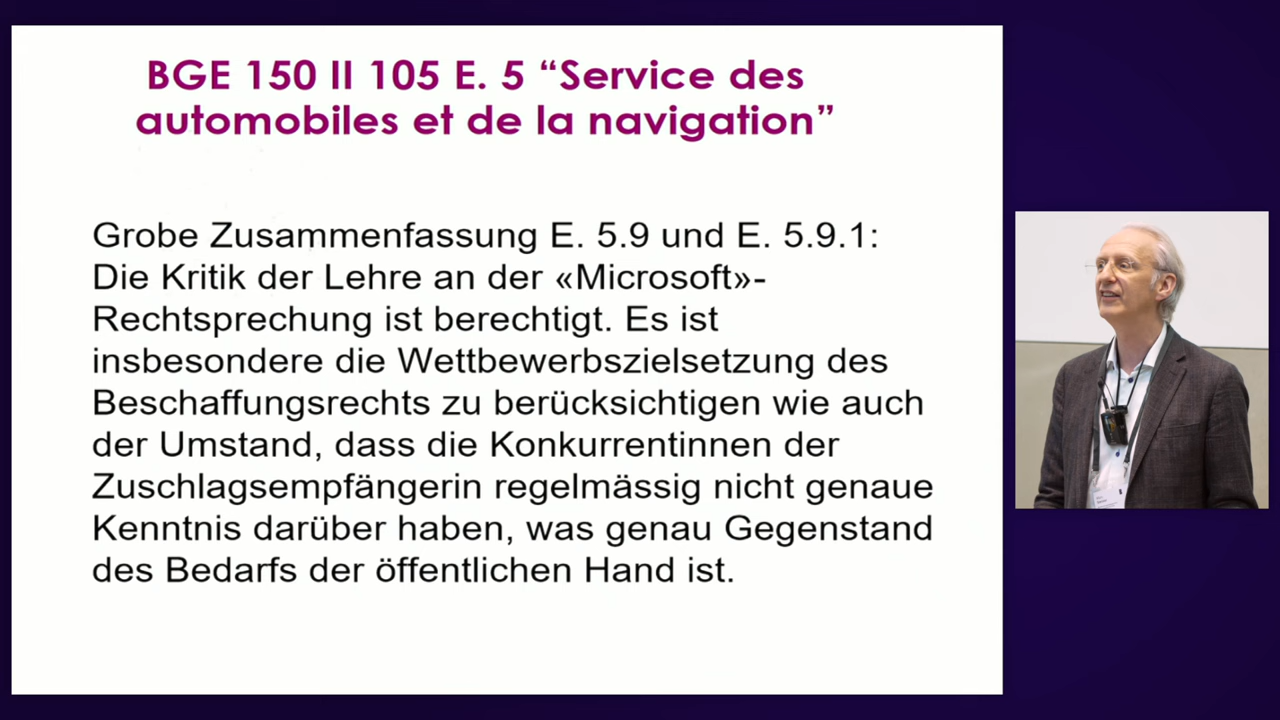 BGE 150 II 105 E. 5 “Service des
automobiles et de la navigation”
Grobe Zusammenfassung E. 5.9 und E. 5.9.1:
Die Kritik der Lehre an der «Microsoft»-
Rechtsprechung ist berechtigt. Es ist
insbesondere die Wettbewerbszielsetzung des
Beschaffungsrechts zu berücksichtigen wie auch
der Umstand, dass die Konkurrentinnen der
Zuschlagsempfängerin regelmässig nicht genaue
Kenntnis darüber haben, was genau Gegenstand
des Bedarfs der öffentlichen Hand ist.